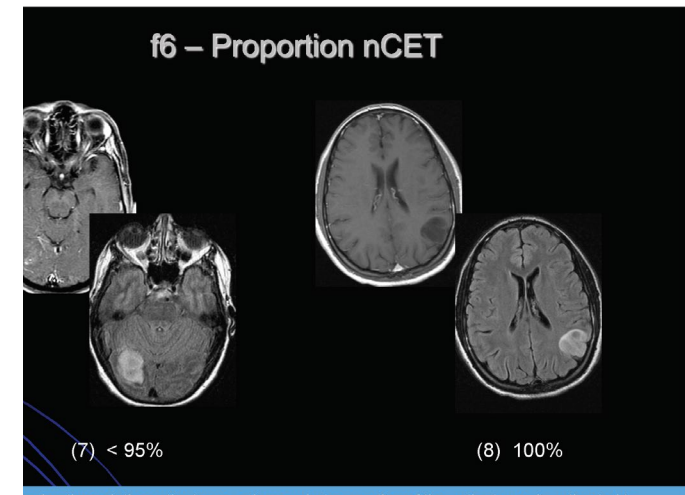 f6 – Proportion nCET
(7) < 95%
(8) 100%